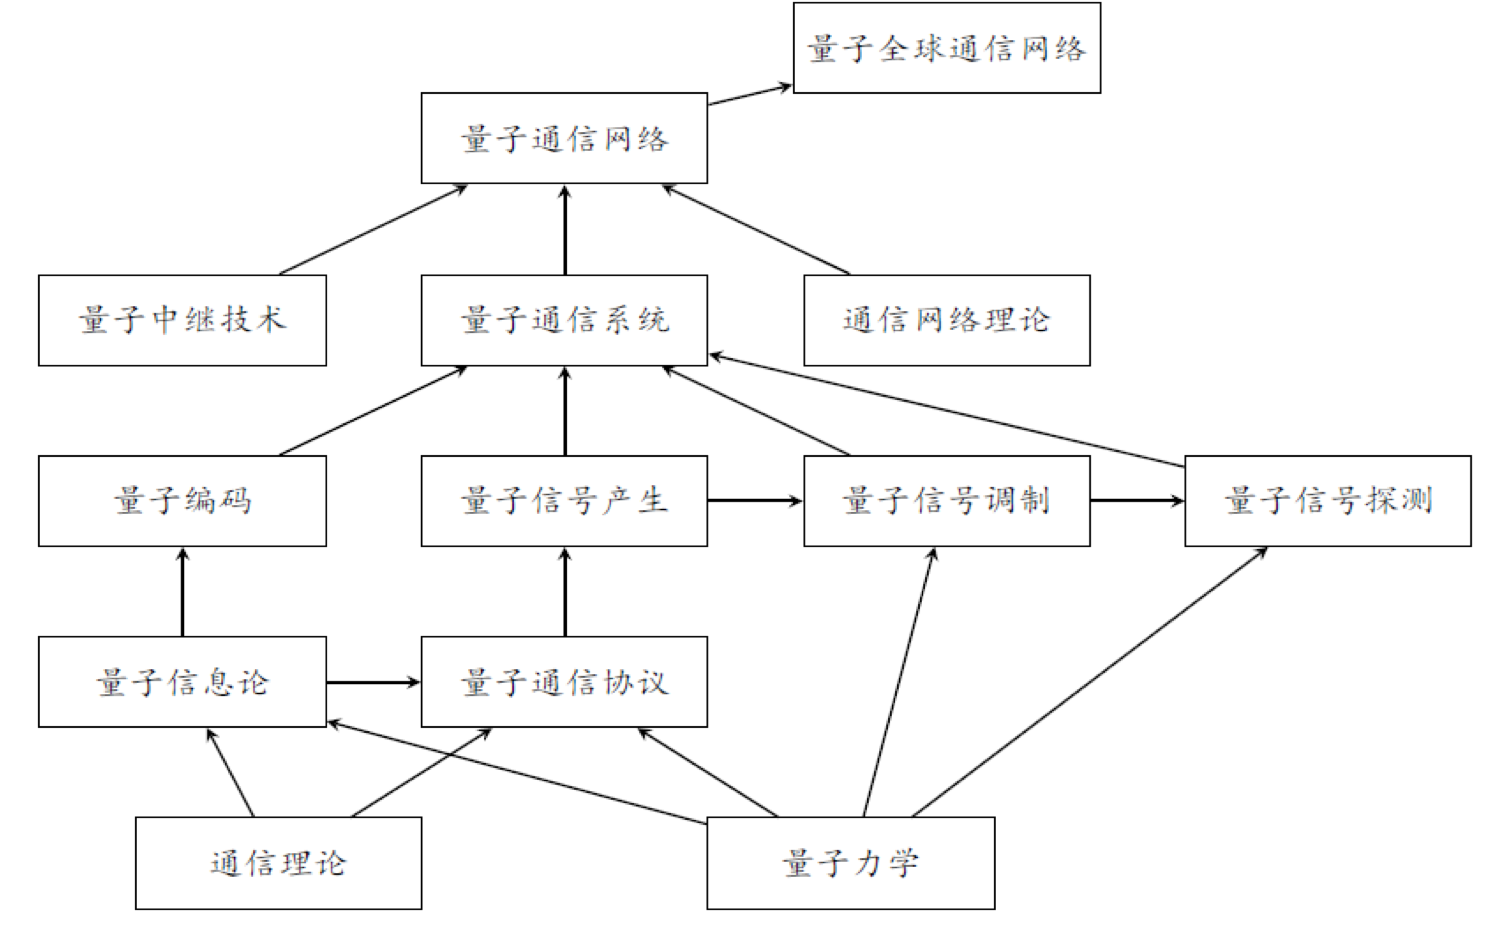 量子全球通信网络
量子通信网络
量子中继技术
量子通信系统
通信网络理论
量子编码
量子信号产生
量子信号调制
量子信号探测
量子信息论
量子通信协议
通信理论
量子力学